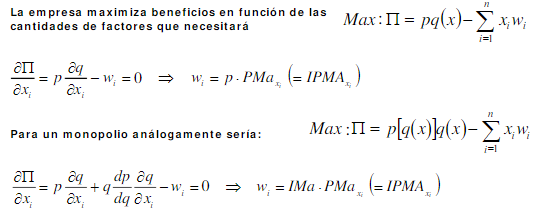 La empresa maximiza beneficios en función de las cantidades de factores que necesitará
Max: Π = pq(x) − ∑_{i=1}^{n} x_i w_i
∂Π/∂x_i = p ∂q/∂x_i − w_i = 0 ⇒ w_i = p · PMa_{x_i} (= IPMA_{x_i})
Para un monopolio análogamente sería:
Max : Π = p[q(x)]q(x) − ∑_{i=1}^{n} x_i w_i
∂Π/∂x_i = p ∂q/∂x_i + q dp/dq ∂q/∂x_i − w_i = 0 ⇒ w_i = IMa · PMa_{x_i} (= IPMA_{x_i})